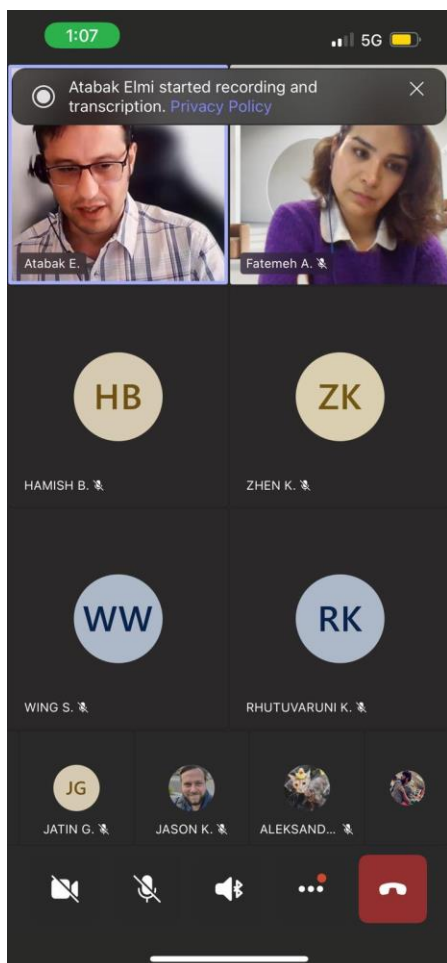 1:07
5G
Atabak Elmi started recording and
transcription. Privacy Policy
Atabak E.
Fatemeh A.
HB
ZK
HAMISH B.
ZHEN K.
WW
RK
WING S.
RHUTUVARUNI K.
JG
JATIN G.
JASON K.
ALEKSAND...